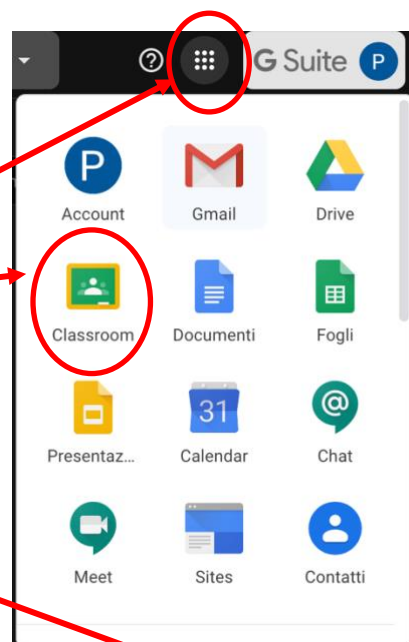 G Suite P
P
Account Gmail Drive
Classroom Documenti Fogli
31
Presentaz... Calendar Chat
Meet Sites Contatti